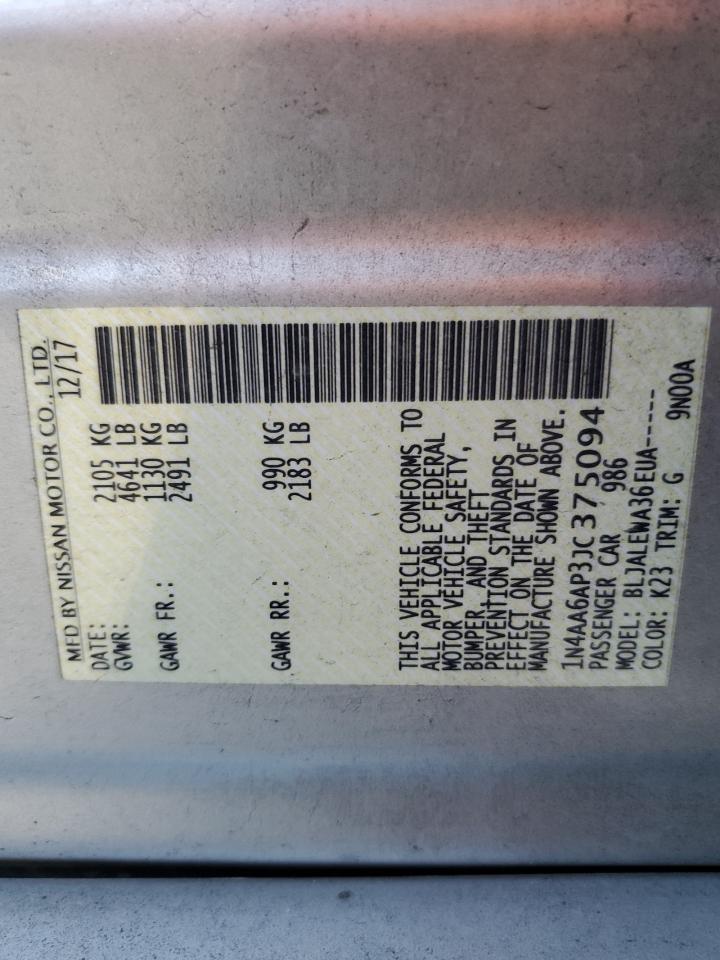 MFD BY NISSAN MOTOR CO., LTD.
DATE: 12/17
GVWR: 2105 KG
4641 LB
GAWR FR.: 1130 KG
2491 LB
GAWR RR.: 990 KG
2183 LB
THIS VEHICLE CONFORMS TO
ALL APPLICABLE FEDERAL
MOTOR VEHICLE SAFETY,
BUMPER, AND THEFT
PREVENTION STANDARDS IN
EFFECT ON THE DATE OF
MANUFACTURE SHOWN ABOVE.
1N4AA6AP3JC375094
PASSENGER CAR 986
MODEL: BLJALEWA36EUA-----
COLOR: K23 TRIM: G 9N00A